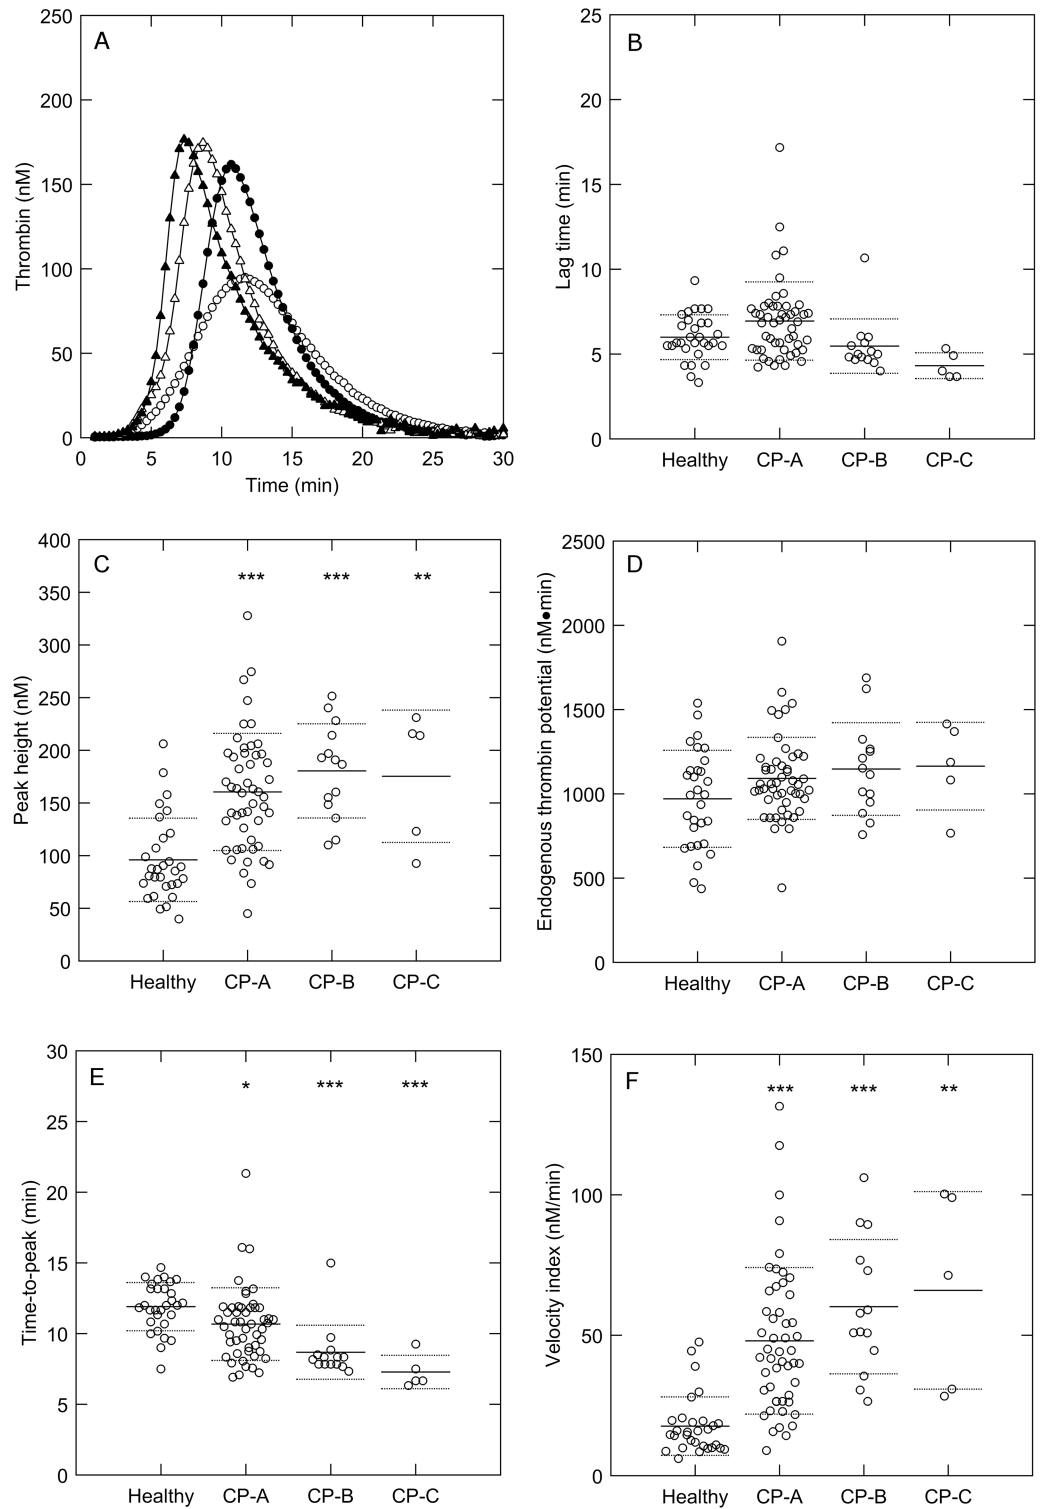 A
Thrombin (nM)
250
200
150
100
50
0
0 5 10 15 20 25 30
Time (min)
B
Lag time (min)
25
20
15
10
5
0
Healthy CP-A CP-B CP-C
C
Peak height (nM)
400
350
300
250
200
150
100
50
0
*** *** **
Healthy CP-A CP-B CP-C
D
Endogenous thrombin potential (nM•min)
2500
2000
1500
1000
500
0
Healthy CP-A CP-B CP-C
E
Time-to-peak (min)
30
25
20
15
10
5
0
* *** ***
Healthy CP-A CP-B CP-C
F
Velocity index (nM/min)
150
100
50
0
*** *** **
Healthy CP-A CP-B CP-C